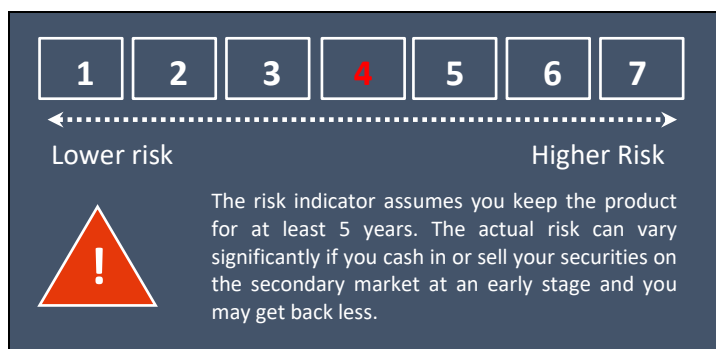 1 2 3 4 5 6 7
Lower risk Higher Risk
The risk indicator assumes you keep the product
for at least 5 years. The actual risk can vary
significantly if you cash in or sell your securities on
the secondary market at an early stage and you
may get back less.
!